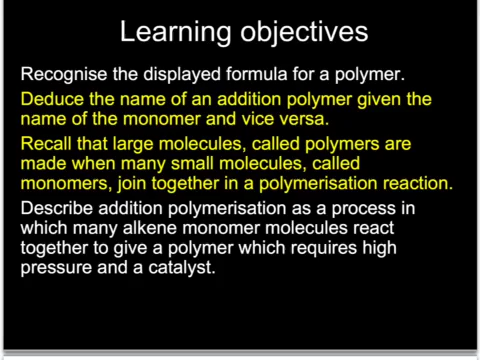 Learning objectives
Recognise the displayed formula for a polymer.
Deduce the name of an addition polymer given the
name of the monomer and vice versa.
Recall that large molecules, called polymers are
made when many small molecules, called
monomers, join together in a polymerisation reaction.
Describe addition polymerisation as a process in
which many alkene monomer molecules react
together to give a polymer which requires high
pressure and a catalyst.